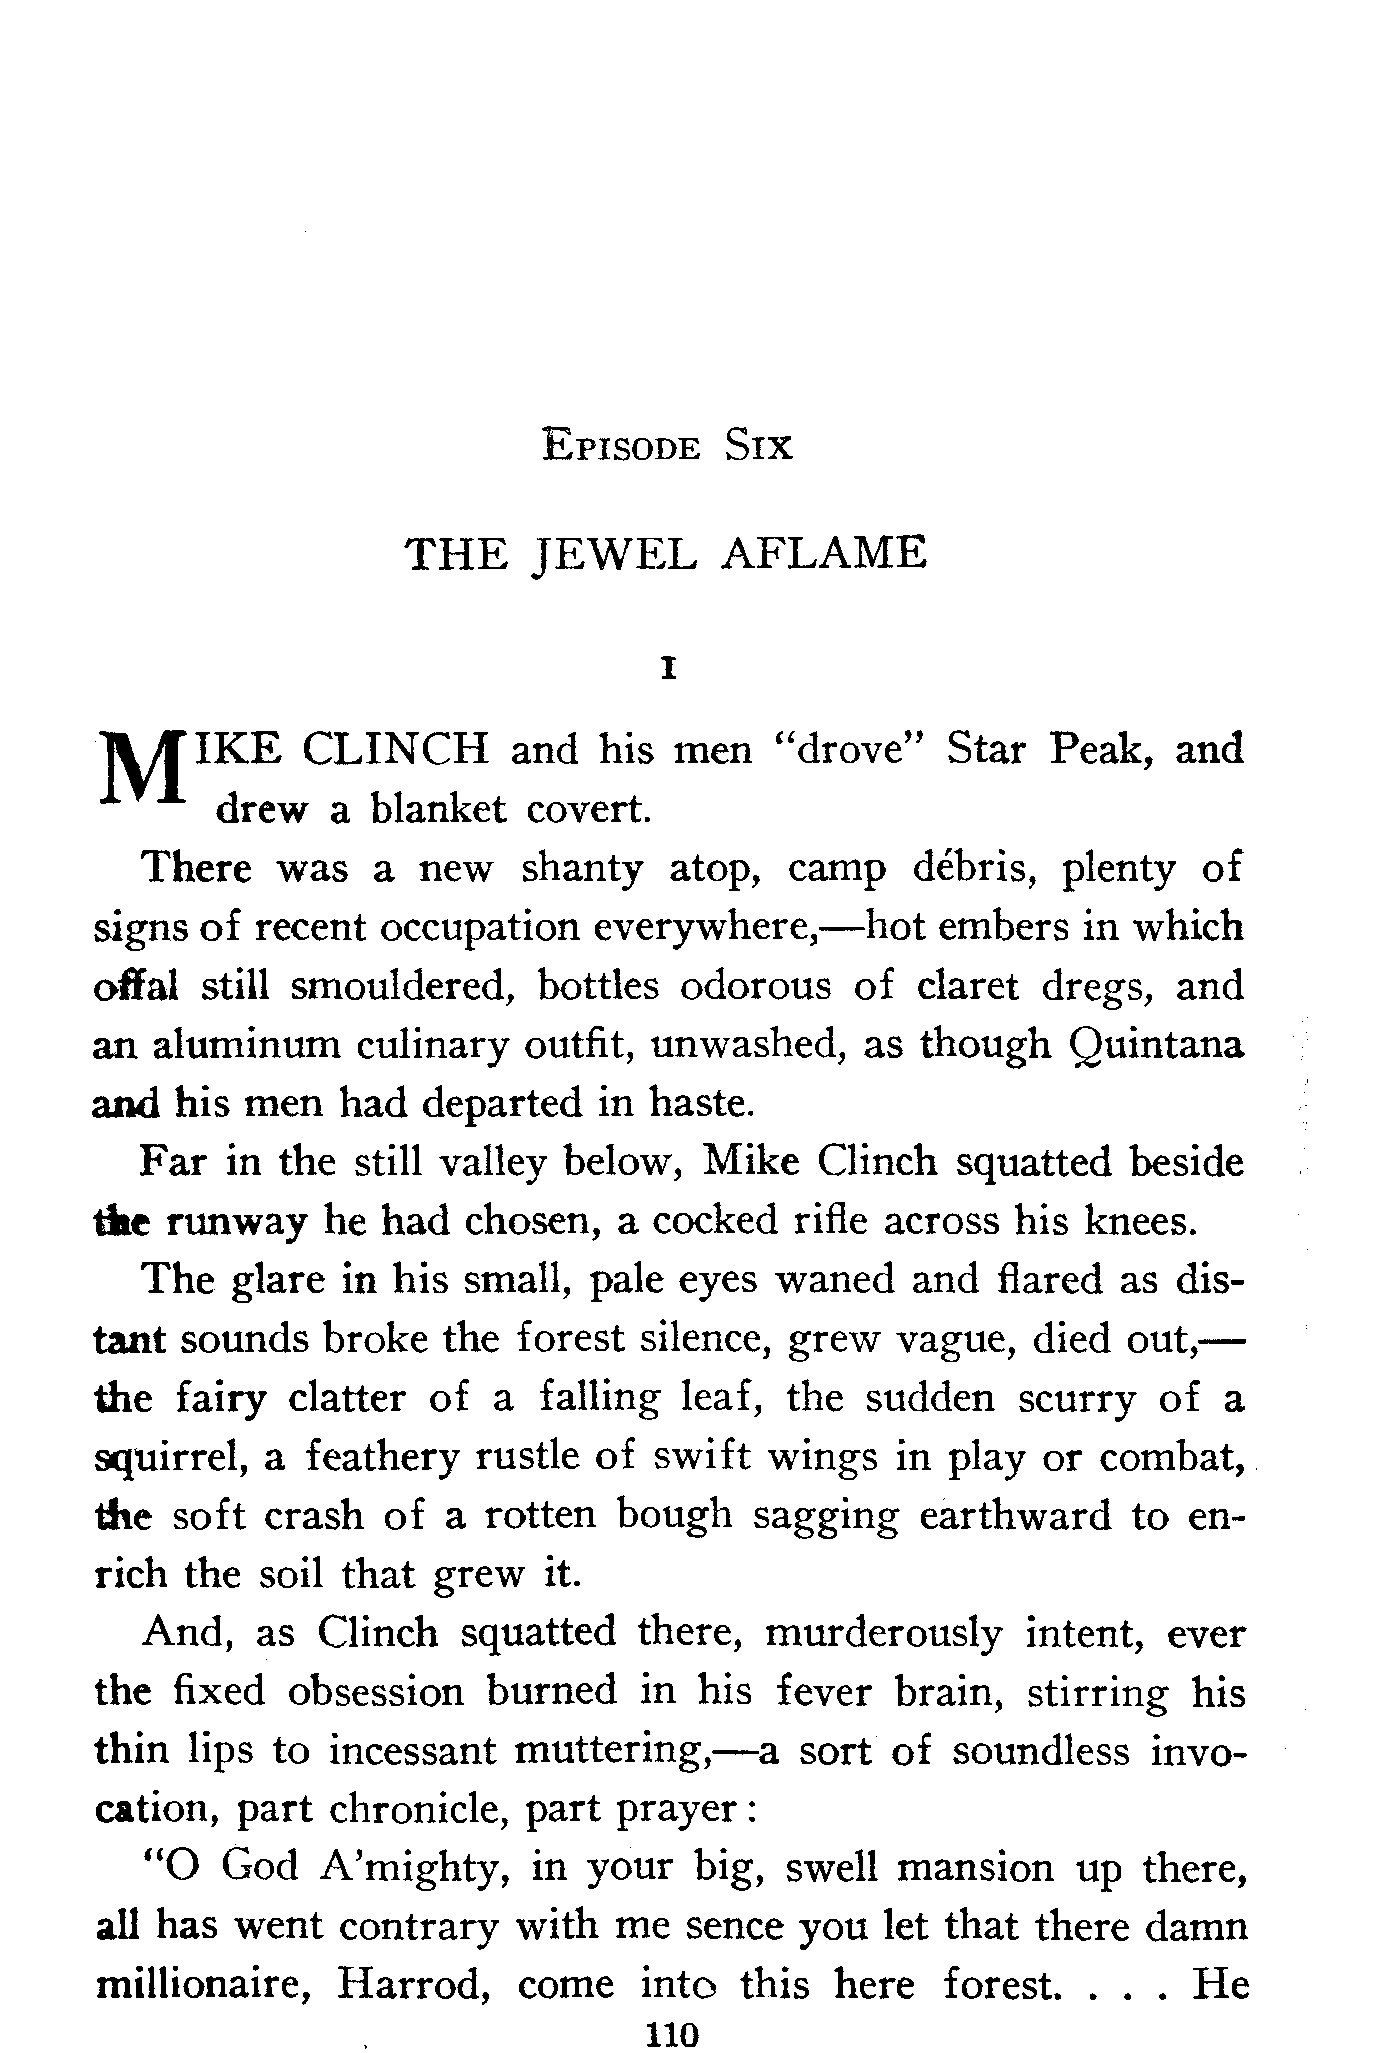 Episode Six
THE JEWEL AFLAME
I
MIKE CLINCH and his men “drove” Star Peak, and
drew a blanket covert.
There was a new shanty atop, camp débris, plenty of
signs of recent occupation everywhere,—hot embers in which
offal still smouldered, bottles odorous of claret dregs, and
an aluminum culinary outfit, unwashed, as though Quintana
and his men had departed in haste.
Far in the still valley below, Mike Clinch squatted beside
the runway he had chosen, a cocked rifle across his knees.
The glare in his small, pale eyes waned and flared as dis-
tant sounds broke the forest silence, grew vague, died out,—
the fairy clatter of a falling leaf, the sudden scurry of a
squirrel, a feathery rustle of swift wings in play or combat,
the soft crash of a rotten bough sagging earthward to en-
rich the soil that grew it.
And, as Clinch squatted there, murderously intent, ever
the fixed obsession burned in his fever brain, stirring his
thin lips to incessant muttering,—a sort of soundless invo-
cation, part chronicle, part prayer:
“O God A’mighty, in your big, swell mansion up there,
all has went contrary with me sence you let that there damn
millionaire, Harrod, come into this here forest. . . . He
110